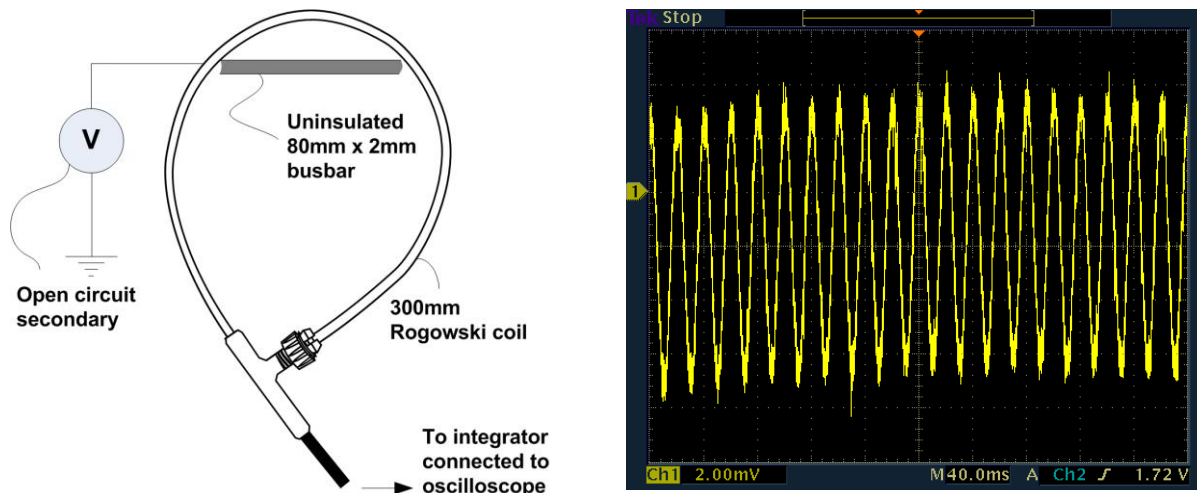 V
Uninsulated
80mm x 2mm
busbar
Open circuit
secondary
300mm
Rogowski coil
To integrator
connected to
oscilloscope
Tek Stop
1
Ch1 2.00mV M 40.0ms A Ch2 ƒ 1.72 V